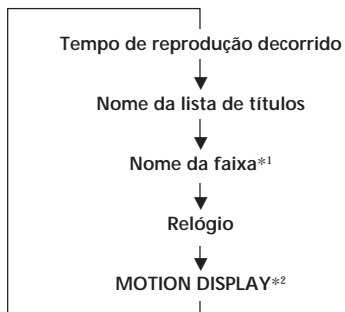 Tempo de reprodução decorrido
Nome da lista de títulos
Nome da faixa*1
Relógio
MOTION DISPLAY*2